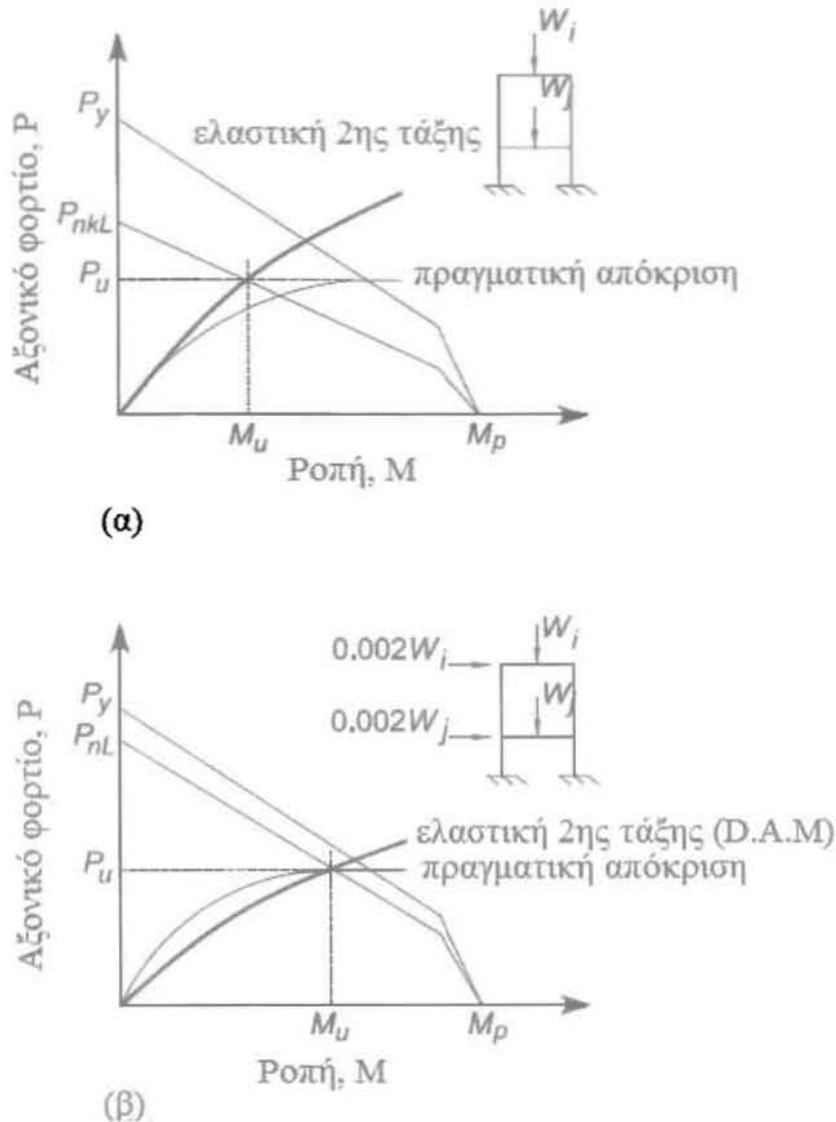 Αξονικό φορτίο, P
P_y
P_nkL
P_u
ελαστική 2ης τάξης
W_i
W_j
πραγματική απόκριση
M_u
M_p
Ροπή, M
(α)
Αξονικό φορτίο, P
P_y
P_nL
P_u
0.002W_i
W_i
0.002W_j
W_j
ελαστική 2ης τάξης (D.A.M)
πραγματική απόκριση
M_u
M_p
Ροπή, M
(β)